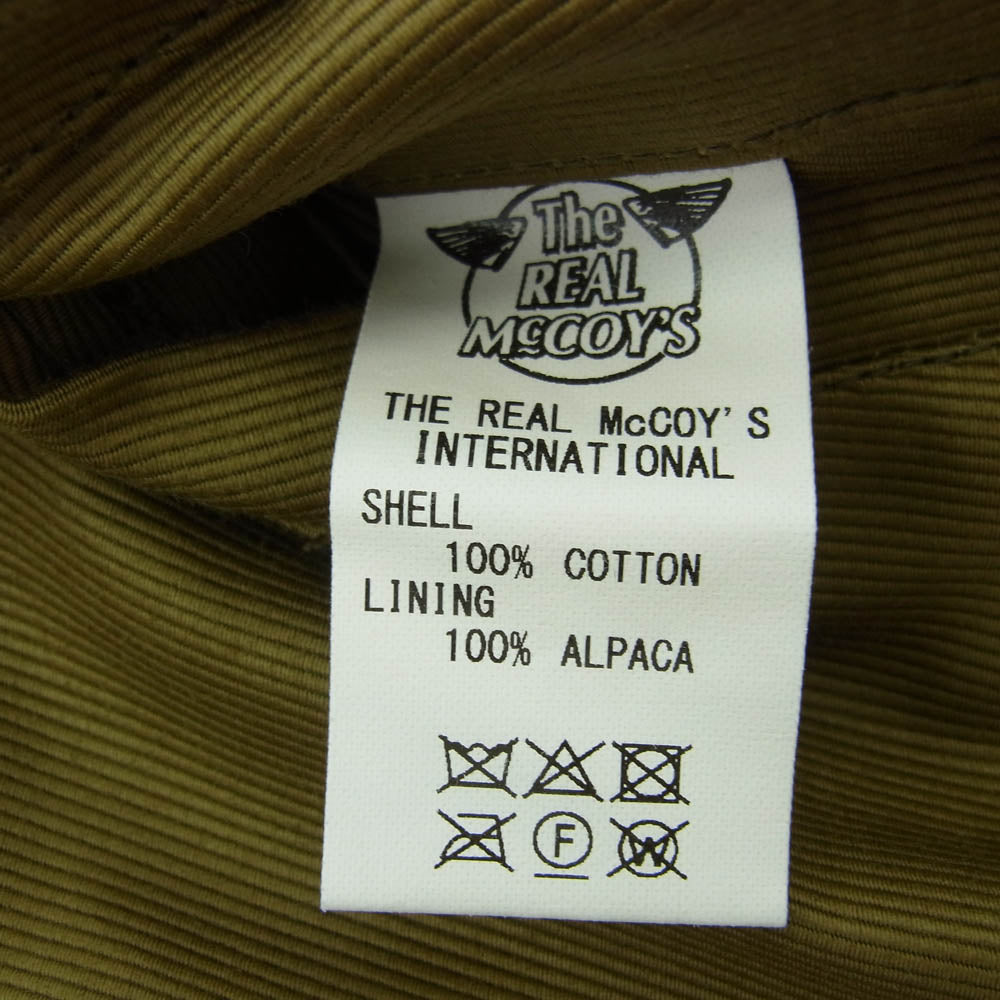 The
REAL
McCOY'S
THE REAL McCOY'S
INTERNATIONAL
SHELL
100% COTTON
LINING
100% ALPACA
F W